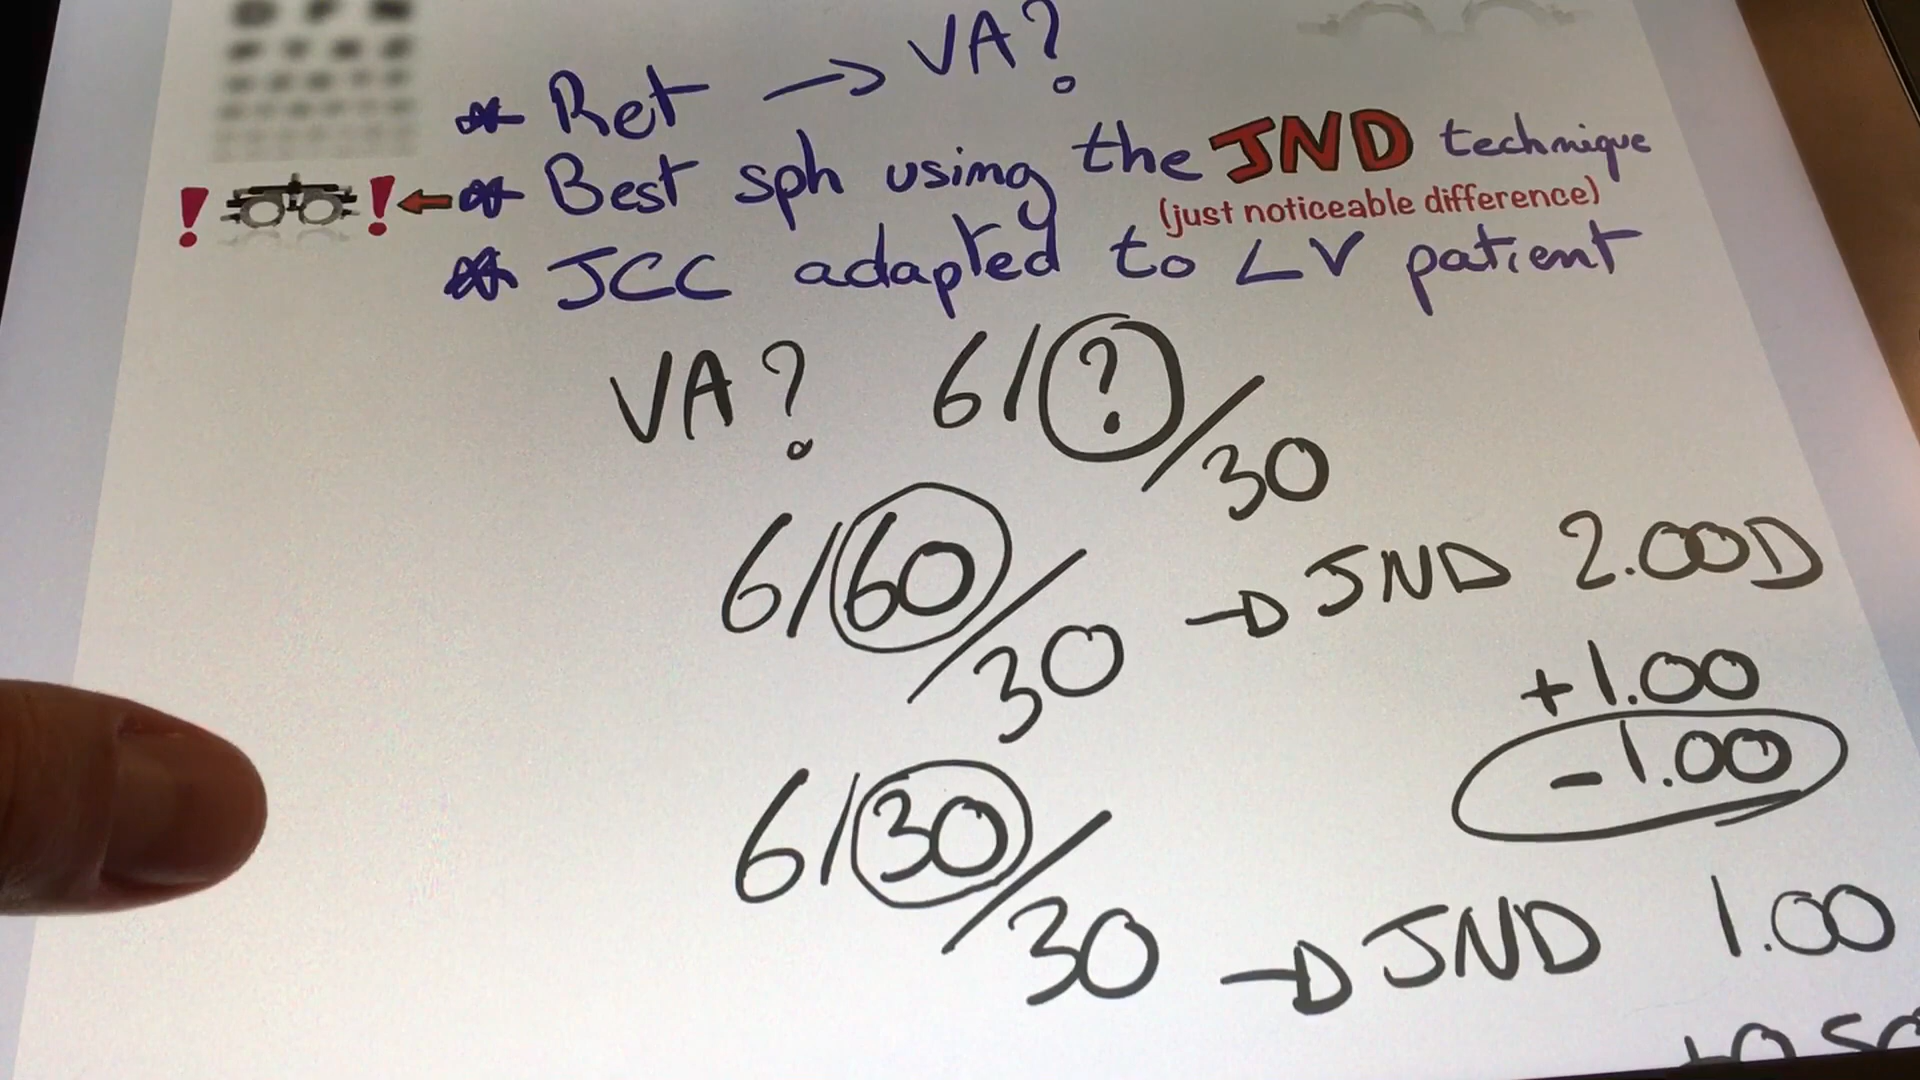 * Ret → VA?
! ! ← * Best sph using the JND technique
(just noticeable difference)
* JCC adapted to LV patient
VA? 6/?/30
6/60/30 → JND 2.00D
+1.00
-1.00
6/30/30 → JND 1.00